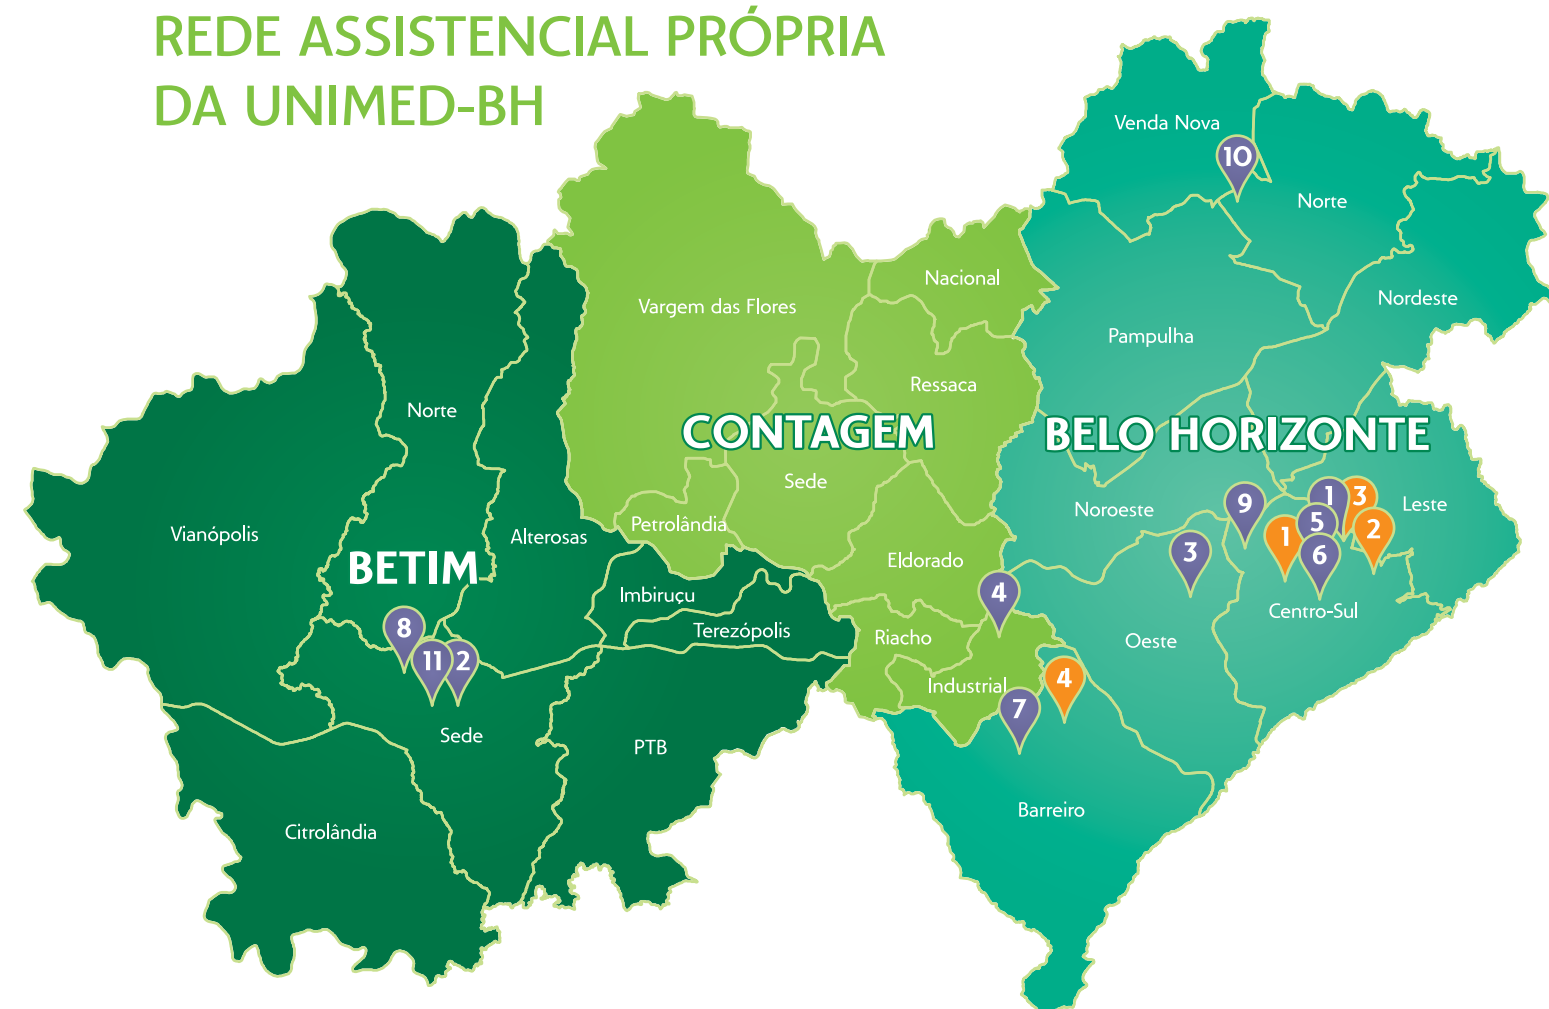 REDE ASSISTENCIAL PRÓPRIA
DA UNIMED-BH
Venda Nova
10
Norte
Nacional
Nordeste
Vargem das Flores
Pampulha
Ressaca
Norte
CONTAGEM
BELO HORIZONTE
Sede
Noroeste
9
1
3
Leste
Petrolândia
5
2
Vianópolis
Alterosas
1
3
6
BETIM
Eldorado
Imbiruçu
4
Centro-Sul
8
Terezópolis
Riacho
Oeste
11
2
Industrial
4
7
Sede
PTB
Barreiro
Citrolândia